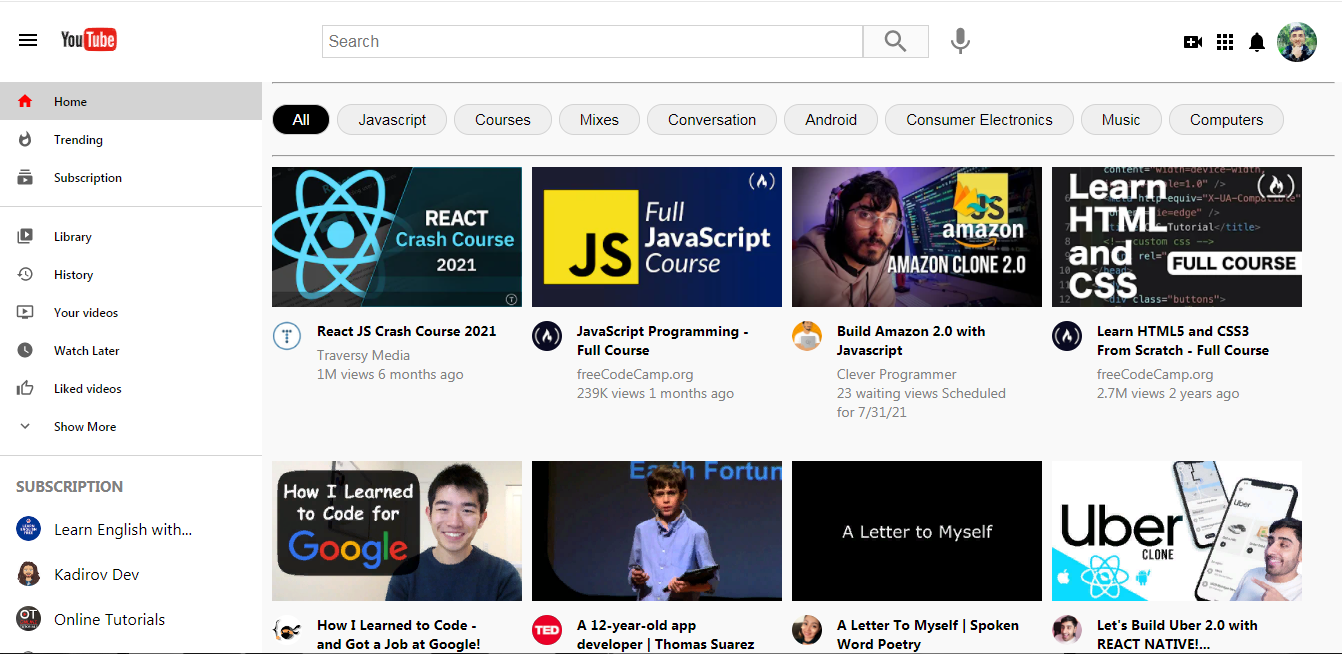 YouTube
Search
Home
Trending
Subscription
Library
History
Your videos
Watch Later
Liked videos
Show More
SUBSCRIPTION
Learn English with...
Kadirov Dev
Online Tutorials
All
Javascript
Courses
Mixes
Conversation
Android
Consumer Electronics
Music
Computers
REACT
Crash Course
2021
JS
Full
JavaScript
Course
JS
amazon
AMAZON CLONE 2.0
Learn
HTML
and
CSS
FULL COURSE
React JS Crash Course 2021
Traversy Media
1M views 6 months ago
JavaScript Programming -
Full Course
freeCodeCamp.org
239K views 1 months ago
Build Amazon 2.0 with
Javascript
Clever Programmer
23 waiting views Scheduled
for 7/31/21
Learn HTML5 and CSS3
From Scratch - Full Course
freeCodeCamp.org
2.7M views 2 years ago
How I Learned
to Code for
Google
Earth Fortun
A Letter to Myself
Uber
CLONE
Uber
How I Learned to Code -
and Got a Job at Google!
TED
A 12-year-old app
developer | Thomas Suarez
A Letter To Myself | Spoken
Word Poetry
Let's Build Uber 2.0 with
REACT NATIVE!...